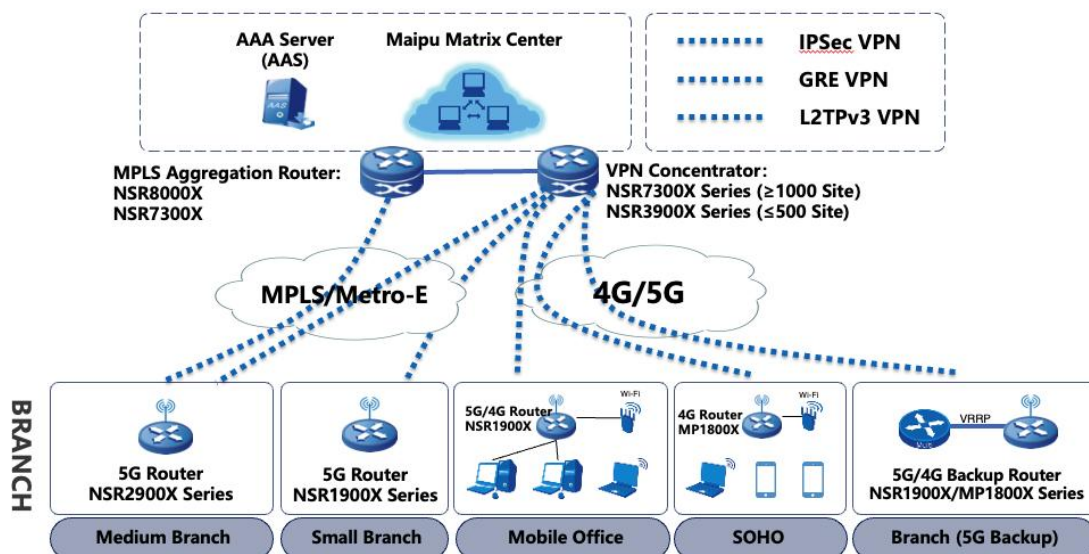 AAA Server
(AAS)
AAS
Maipu Matrix Center
IPSec VPN
GRE VPN
L2TPv3 VPN
MPLS Aggregation Router:
NSR8000X
NSR7300X
VPN Concentrator:
NSR7300X Series (≥1000 Site)
NSR3900X Series (≤500 Site)
MPLS/Metro-E
4G/5G
BRANCH
5G Router
NSR2900X Series
Medium Branch
5G Router
NSR1900X Series
Small Branch
5G/4G Router
NSR1900X
Wi-Fi
Mobile Office
4G Router
MP1800X
Wi-Fi
SOHO
VRRP
5G/4G Backup Router
NSR1900X/MP1800X Series
Branch (5G Backup)